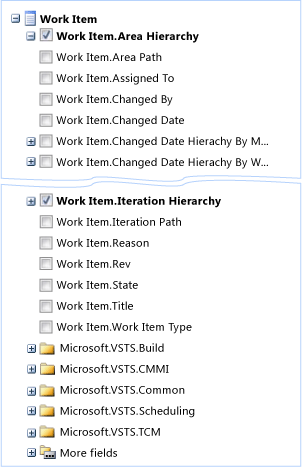 Work Item
Work Item.Area Hierarchy
Work Item.Area Path
Work Item.Assigned To
Work Item.Changed By
Work Item.Changed Date
Work Item.Changed Date Hierachy By M...
Work Item.Changed Date Hierachy By W...
Work Item.Iteration Hierarchy
Work Item.Iteration Path
Work Item.Reason
Work Item.Rev
Work Item.State
Work Item.Title
Work Item.Work Item Type
Microsoft.VSTS.Build
Microsoft.VSTS.CMMI
Microsoft.VSTS.Common
Microsoft.VSTS.Scheduling
Microsoft.VSTS.TCM
More fields